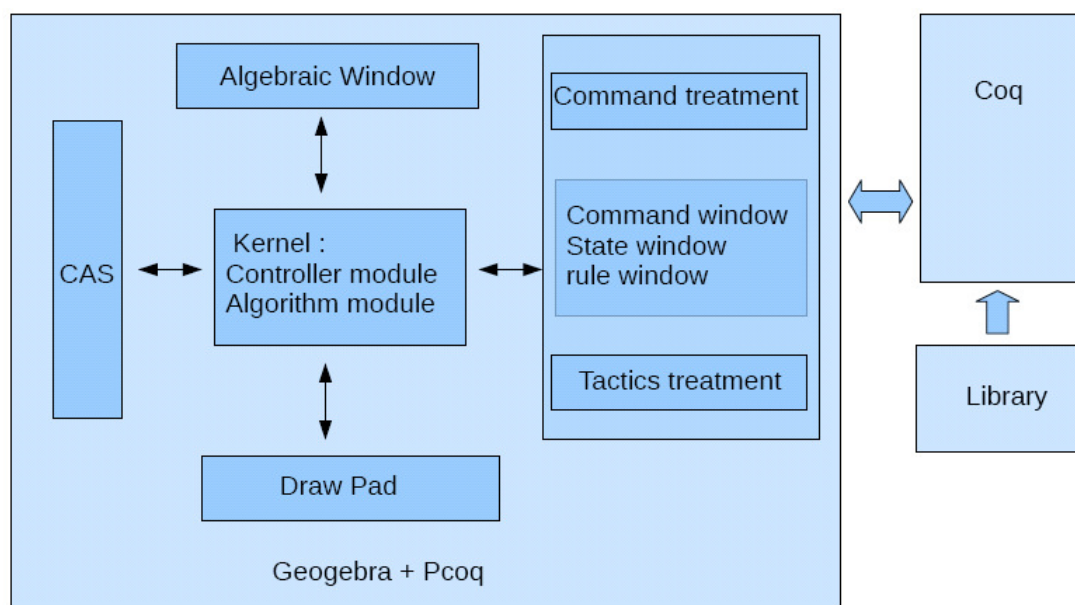 Algebraic Window
Command treatment
Coq
CAS
Kernel :
Controller module
Algorithm module
Command window
State window
rule window
Tactics treatment
Library
Draw Pad
Geogebra + Pcoq